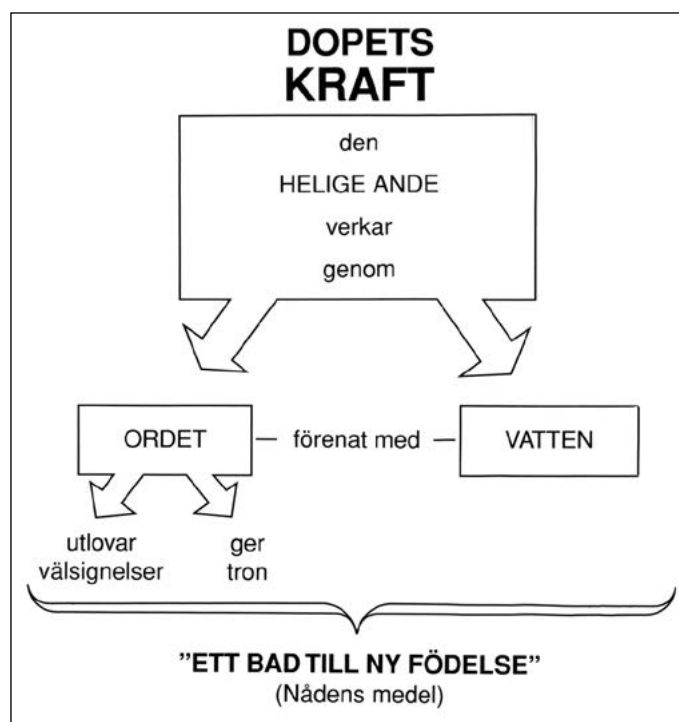 DOPETS
KRAFT
den
HELIGE ANDE
verkar
genom
ORDET — förenat med — VATTEN
utlovar
välsignelser
ger
tron
”ETT BAD TILL NY FÖDELSE”
(Nådens medel)